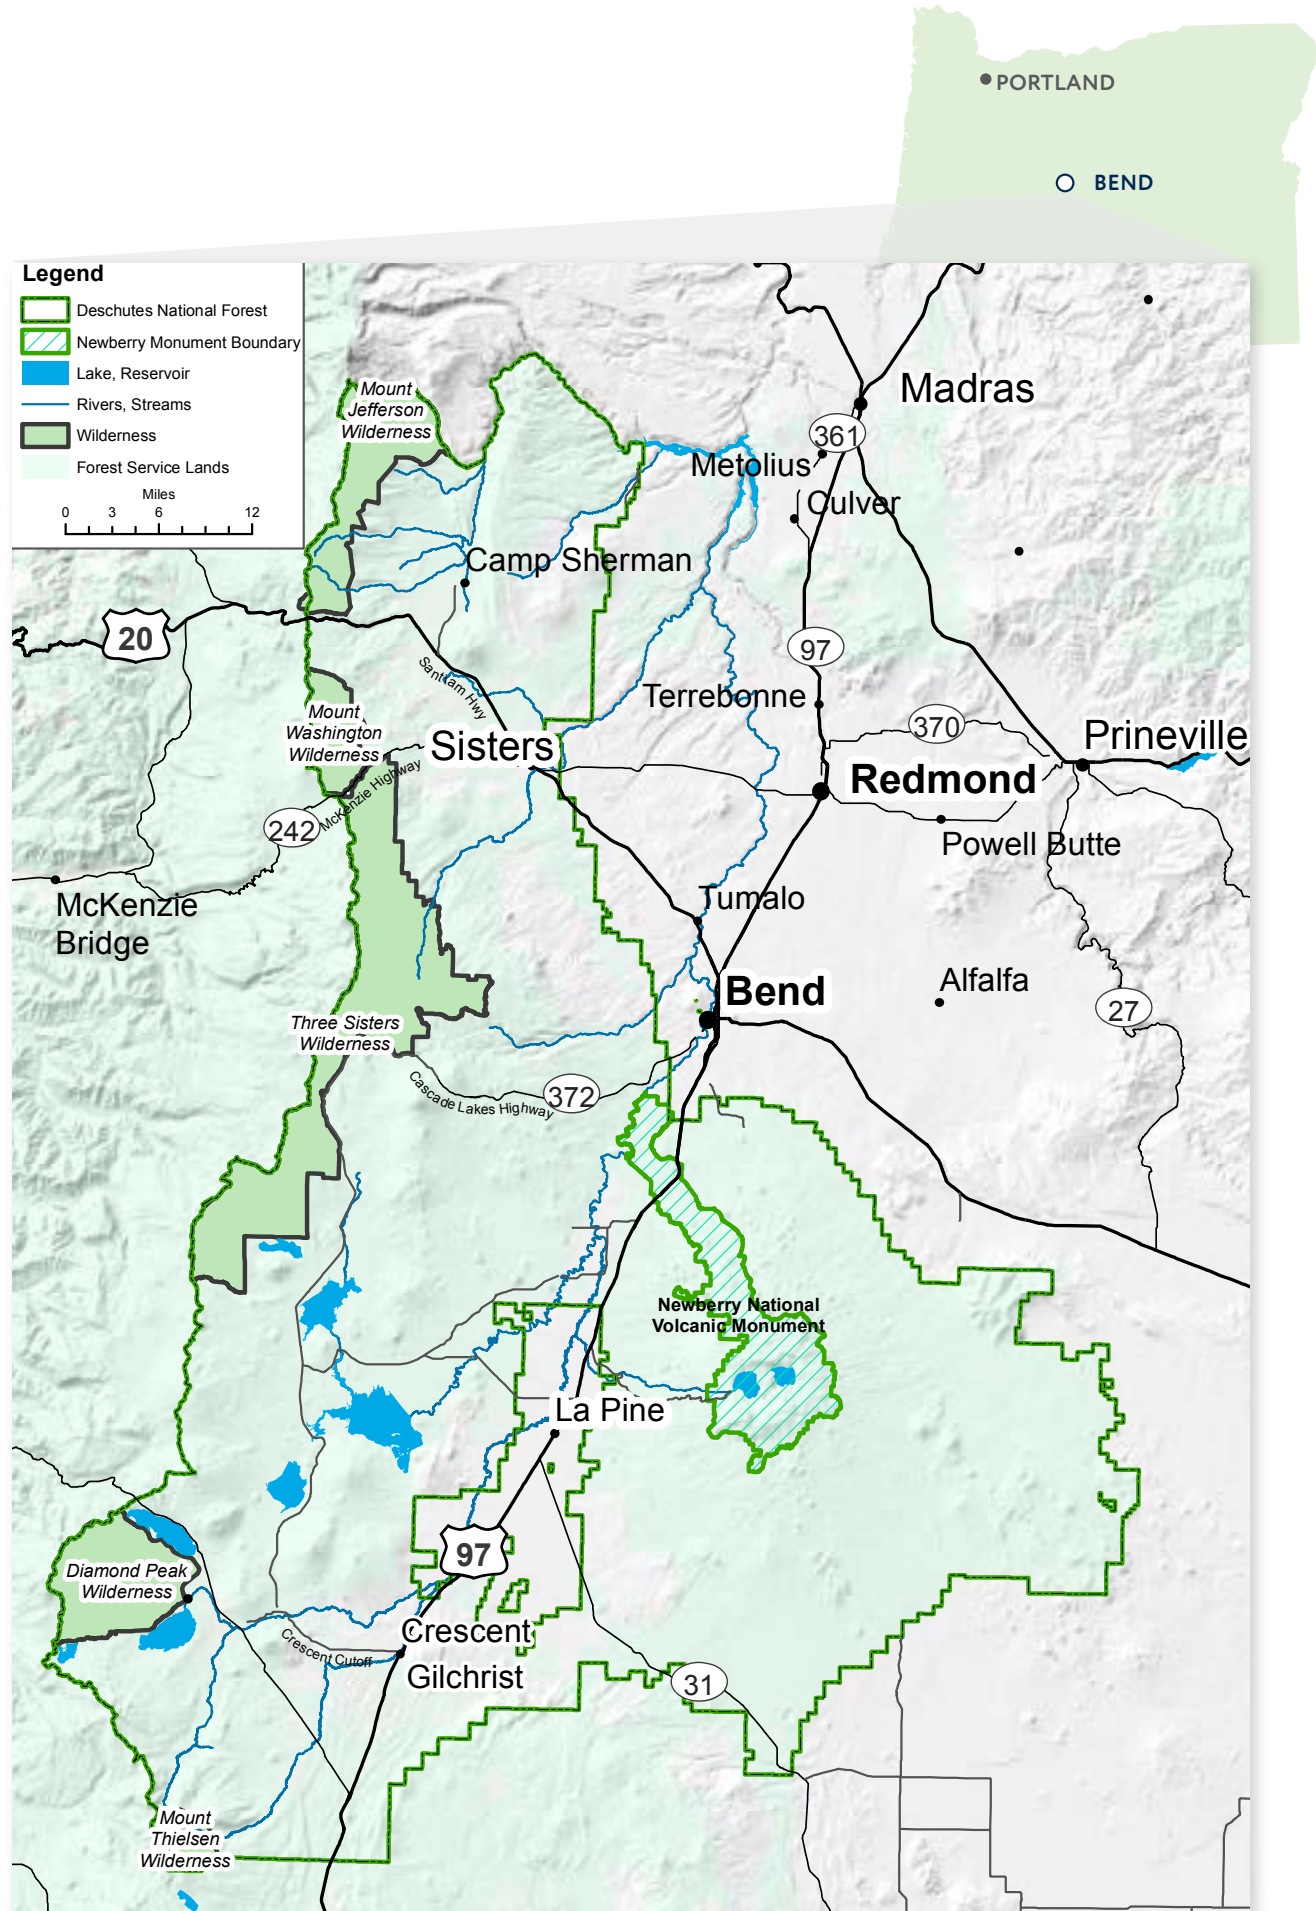 PORTLAND
BEND
Legend
Deschutes National Forest
Newberry Monument Boundary
Lake, Reservoir
Rivers, Streams
Wilderness
Forest Service Lands
Miles
0 3 6 12
Mount
Jefferson
Wilderness
Madras
361
Metolius
Culver
Camp Sherman
20
97
Santiam Hwy
Terrebonne
Mount
Washington
Wilderness
370
Prineville
Sisters
McKenzie Highway
Redmond
242
Powell Butte
McKenzie
Bridge
Tumalo
Bend
Alfalfa
27
Three Sisters
Wilderness
372
Cascade Lakes Highway
Newberry National
Volcanic Monument
La Pine
97
Diamond Peak
Wilderness
Crescent
Crescent Cutoff
Gilchrist
31
Mount
Thielsen
Wilderness